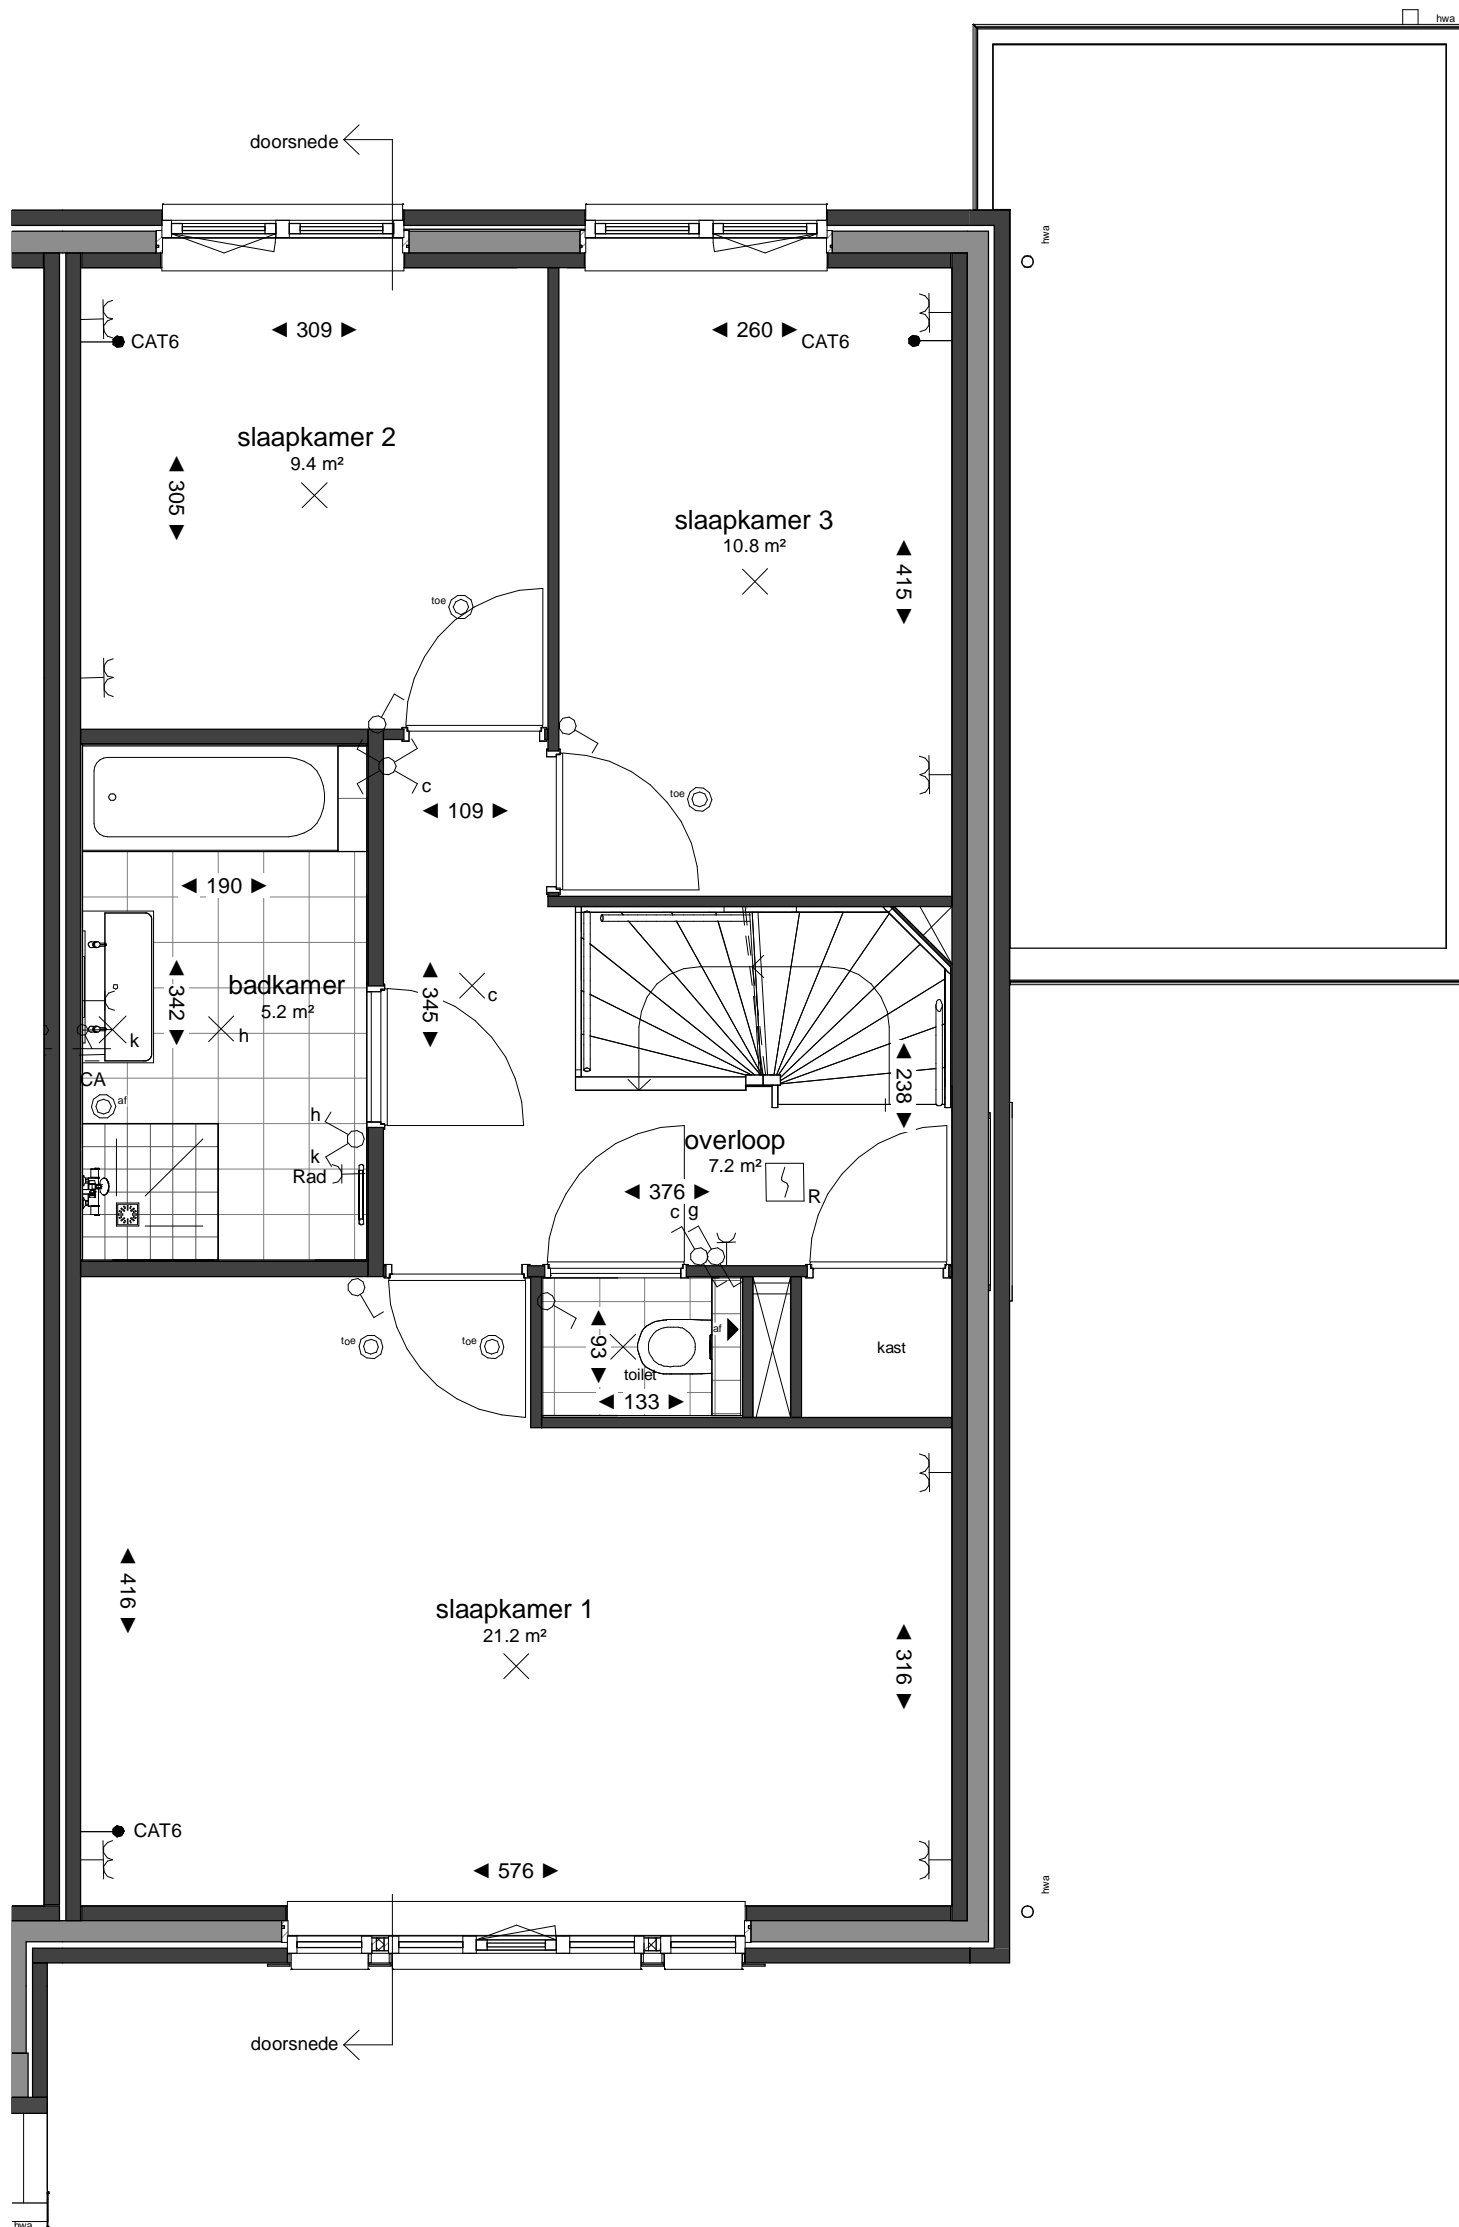 hwa
doorsnede
hwa
◄ 309 ►
◄ 260 ►
CAT6
CAT6
slaapkamer 2
9.4 m²
◄ 305 ►
slaapkamer 3
10.8 m²
◄ 415 ►
toe
toe
c
◄ 109 ►
◄ 190 ►
badkamer
5.2 m²
◄ 342 ►
◄ 345 ►
c
k
h
CA
af
◄ 238 ►
h
k
Rad
overloop
7.2 m²
◄ 376 ►
R
c g
toe
toe
◄ 93 ►
af
toilet
◄ 133 ►
kast
◄ 416 ►
slaapkamer 1
21.2 m²
◄ 316 ►
CAT6
◄ 576 ►
hwa
doorsnede
hwa